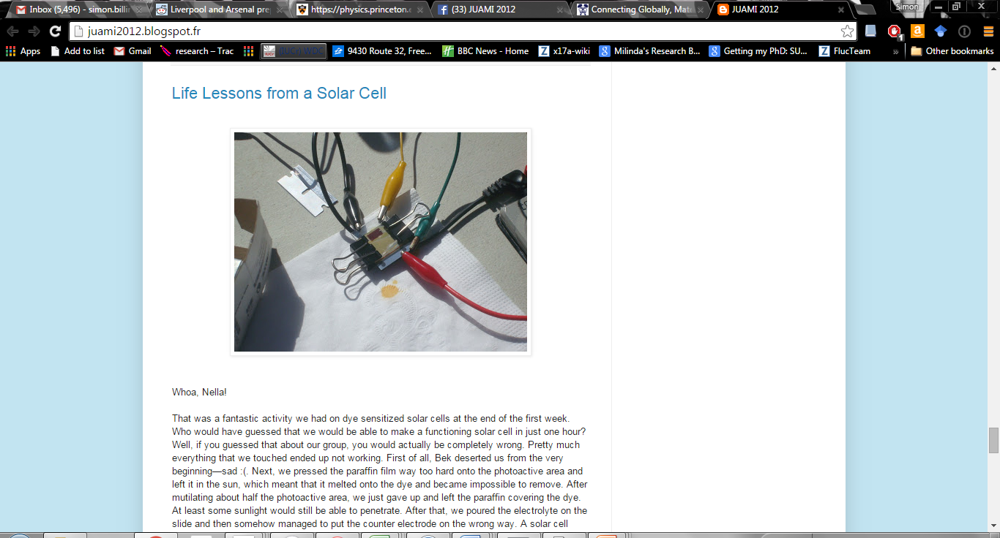 Inbox (5,496) - simon.billi
Liverpool and Arsenal prep
https://physics.princeton.e
(33) JUAMI 2012
Connecting Globally, Mate
JUAMI 2012
Simon
juami2012.blogspot.fr
Apps
Add to list
Gmail
research – Trac
IUCr) WDC
9430 Route 32, Free...
BBC News - Home
x17a-wiki
Milinda's Research B...
Getting my PhD: SU...
FlucTeam
»
Other bookmarks
Life Lessons from a Solar Cell
Whoa, Nella!
That was a fantastic activity we had on dye sensitized solar cells at the end of the first week.
Who would have guessed that we would be able to make a functioning solar cell in just one hour?
Well, if you guessed that about our group, you would actually be completely wrong. Pretty much
everything that we touched ended up not working. First of all, Bek deserted us from the very
beginning—sad :(. Next, we pressed the paraffin film way too hard onto the photoactive area and
left it in the sun, which meant that it melted onto the dye and became impossible to remove. After
mutilating about half the photoactive area, we just gave up and left the paraffin covering the dye.
At least some sunlight would still be able to penetrate. After that, we poured the electrolyte on the
slide and then somehow managed to put the counter electrode on the wrong way. A solar cell